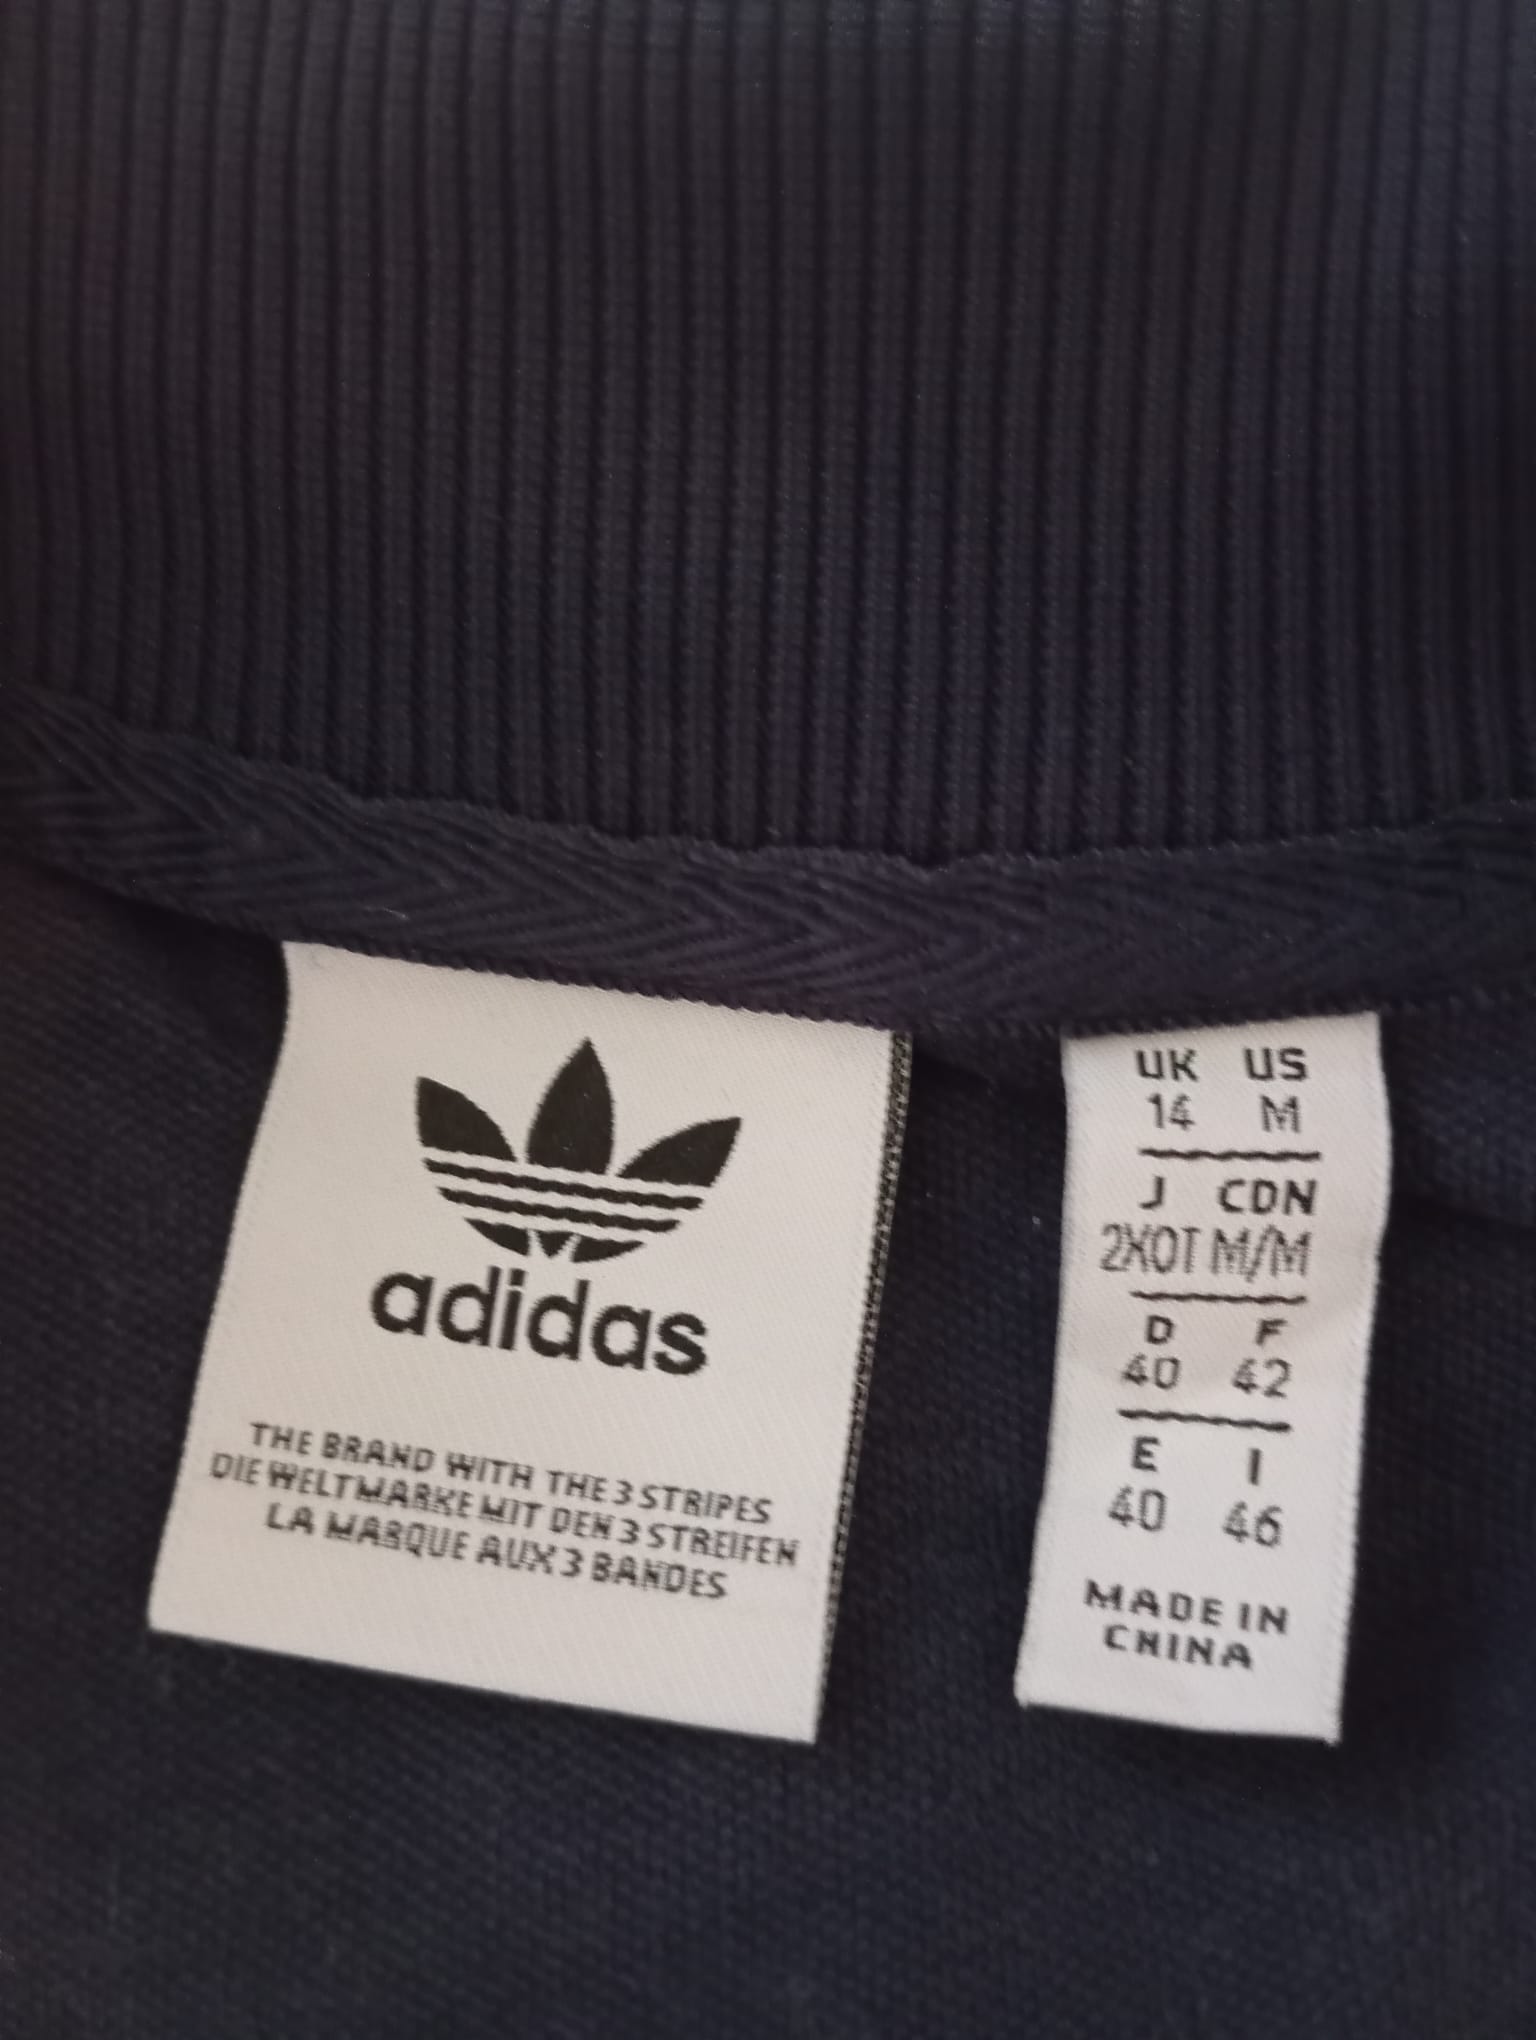 adidas
THE BRAND WITH THE 3 STRIPES
DIE WELTMARKE MIT DEN 3 STREIFEN
LA MARQUE AUX 3 BANDES
UK US
14 M
J CDN
2XOT M/M
D F
40 42
E I
40 46
MADE IN
CHINA